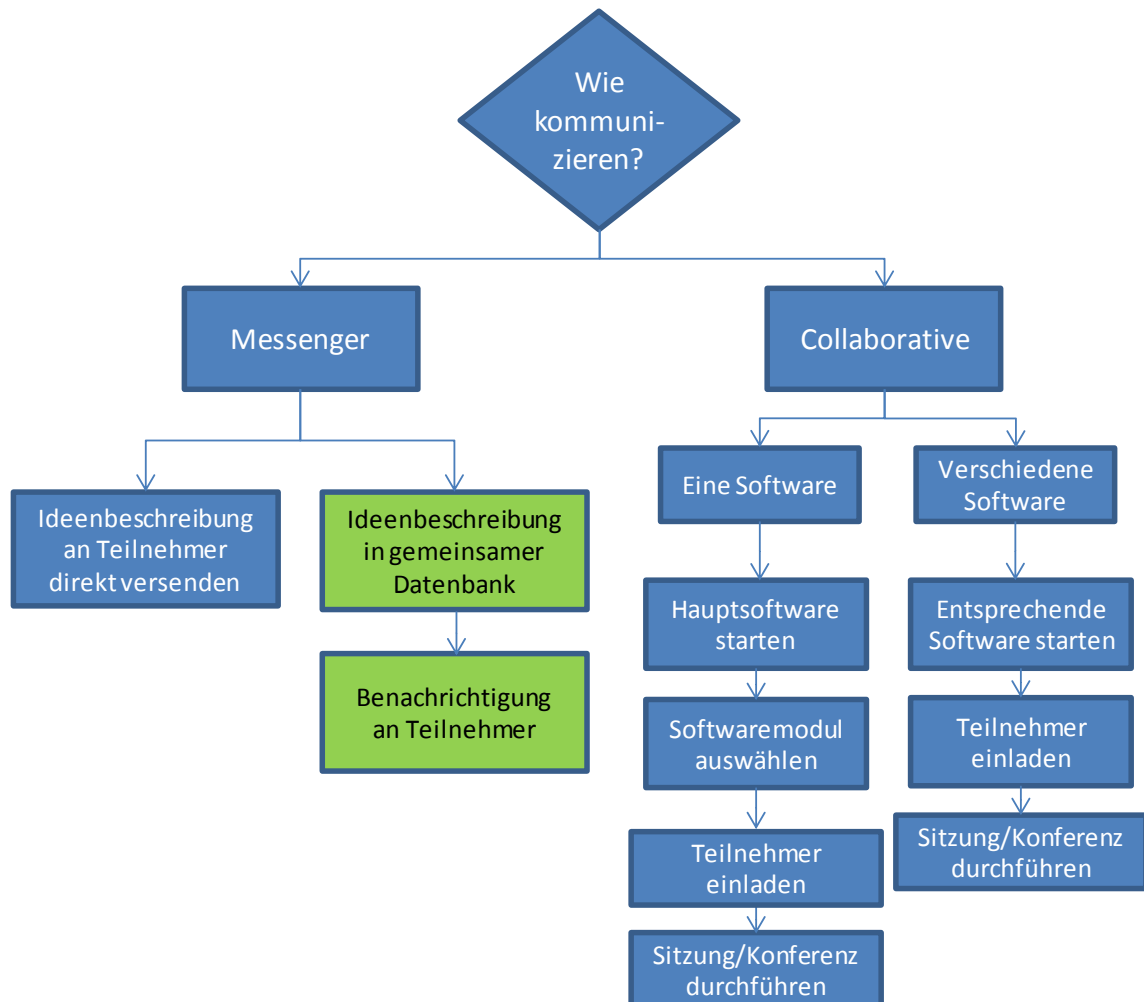 Wie
kommuni-
zieren?
Messenger
Collaborative
Ideenbeschreibung
an Teilnehmer
direkt versenden
Ideenbeschreibung
in gemeinsamer
Datenbank
Benachrichtigung
an Teilnehmer
Eine Software
Hauptsoftware
starten
Softwaremodul
auswählen
Teilnehmer
einladen
Sitzung/Konferenz
durchführen
Verschiedene
Software
Entsprechende
Software starten
Teilnehmer
einladen
Sitzung/Konferenz
durchführen